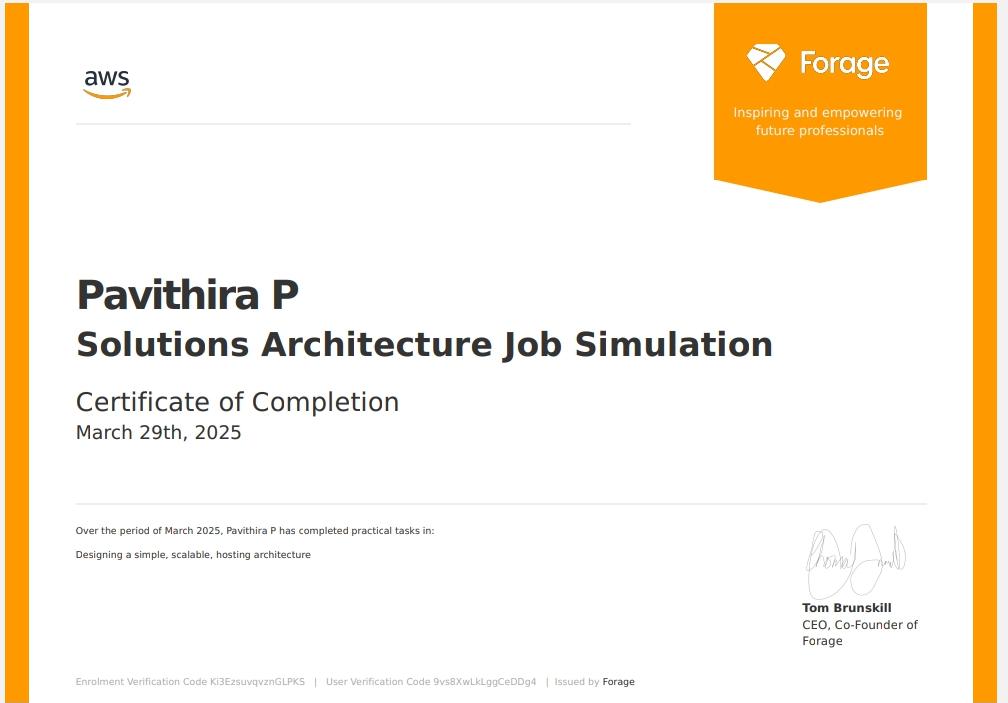 aws
Forage
Inspiring and empowering
future professionals
Pavithira P
Solutions Architecture Job Simulation
Certificate of Completion
March 29th, 2025
Over the period of March 2025, Pavithira P has completed practical tasks in:
Designing a simple, scalable, hosting architecture
Tom Brunskill
CEO, Co-Founder of
Forage
Enrolment Verification Code Ki3EzsuvqvznGLPKS | User Verification Code 9vs8XwLkLggCeDDg4 | Issued by Forage